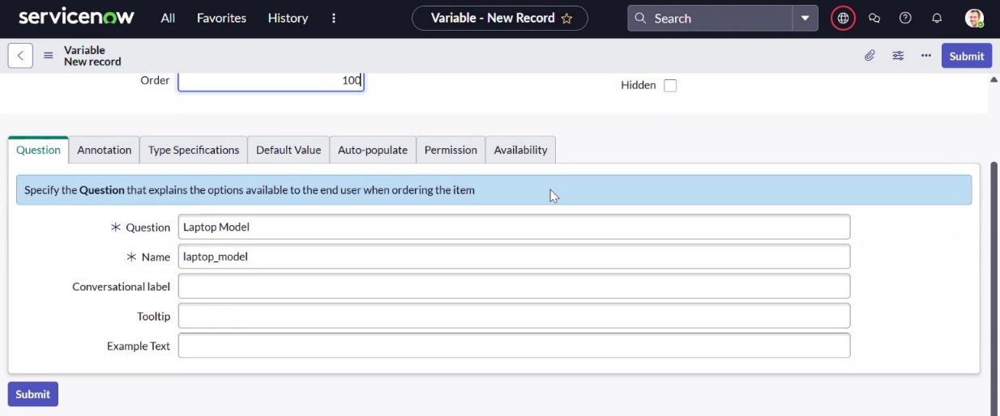 servicenow All Favorites History Variable - New Record Search
Variable
New record
Submit
Order 100
Hidden
Question Annotation Type Specifications Default Value Auto-populate Permission Availability
Specify the Question that explains the options available to the end user when ordering the item
* Question Laptop Model
* Name laptop_model
Conversational label
Tooltip
Example Text
Submit